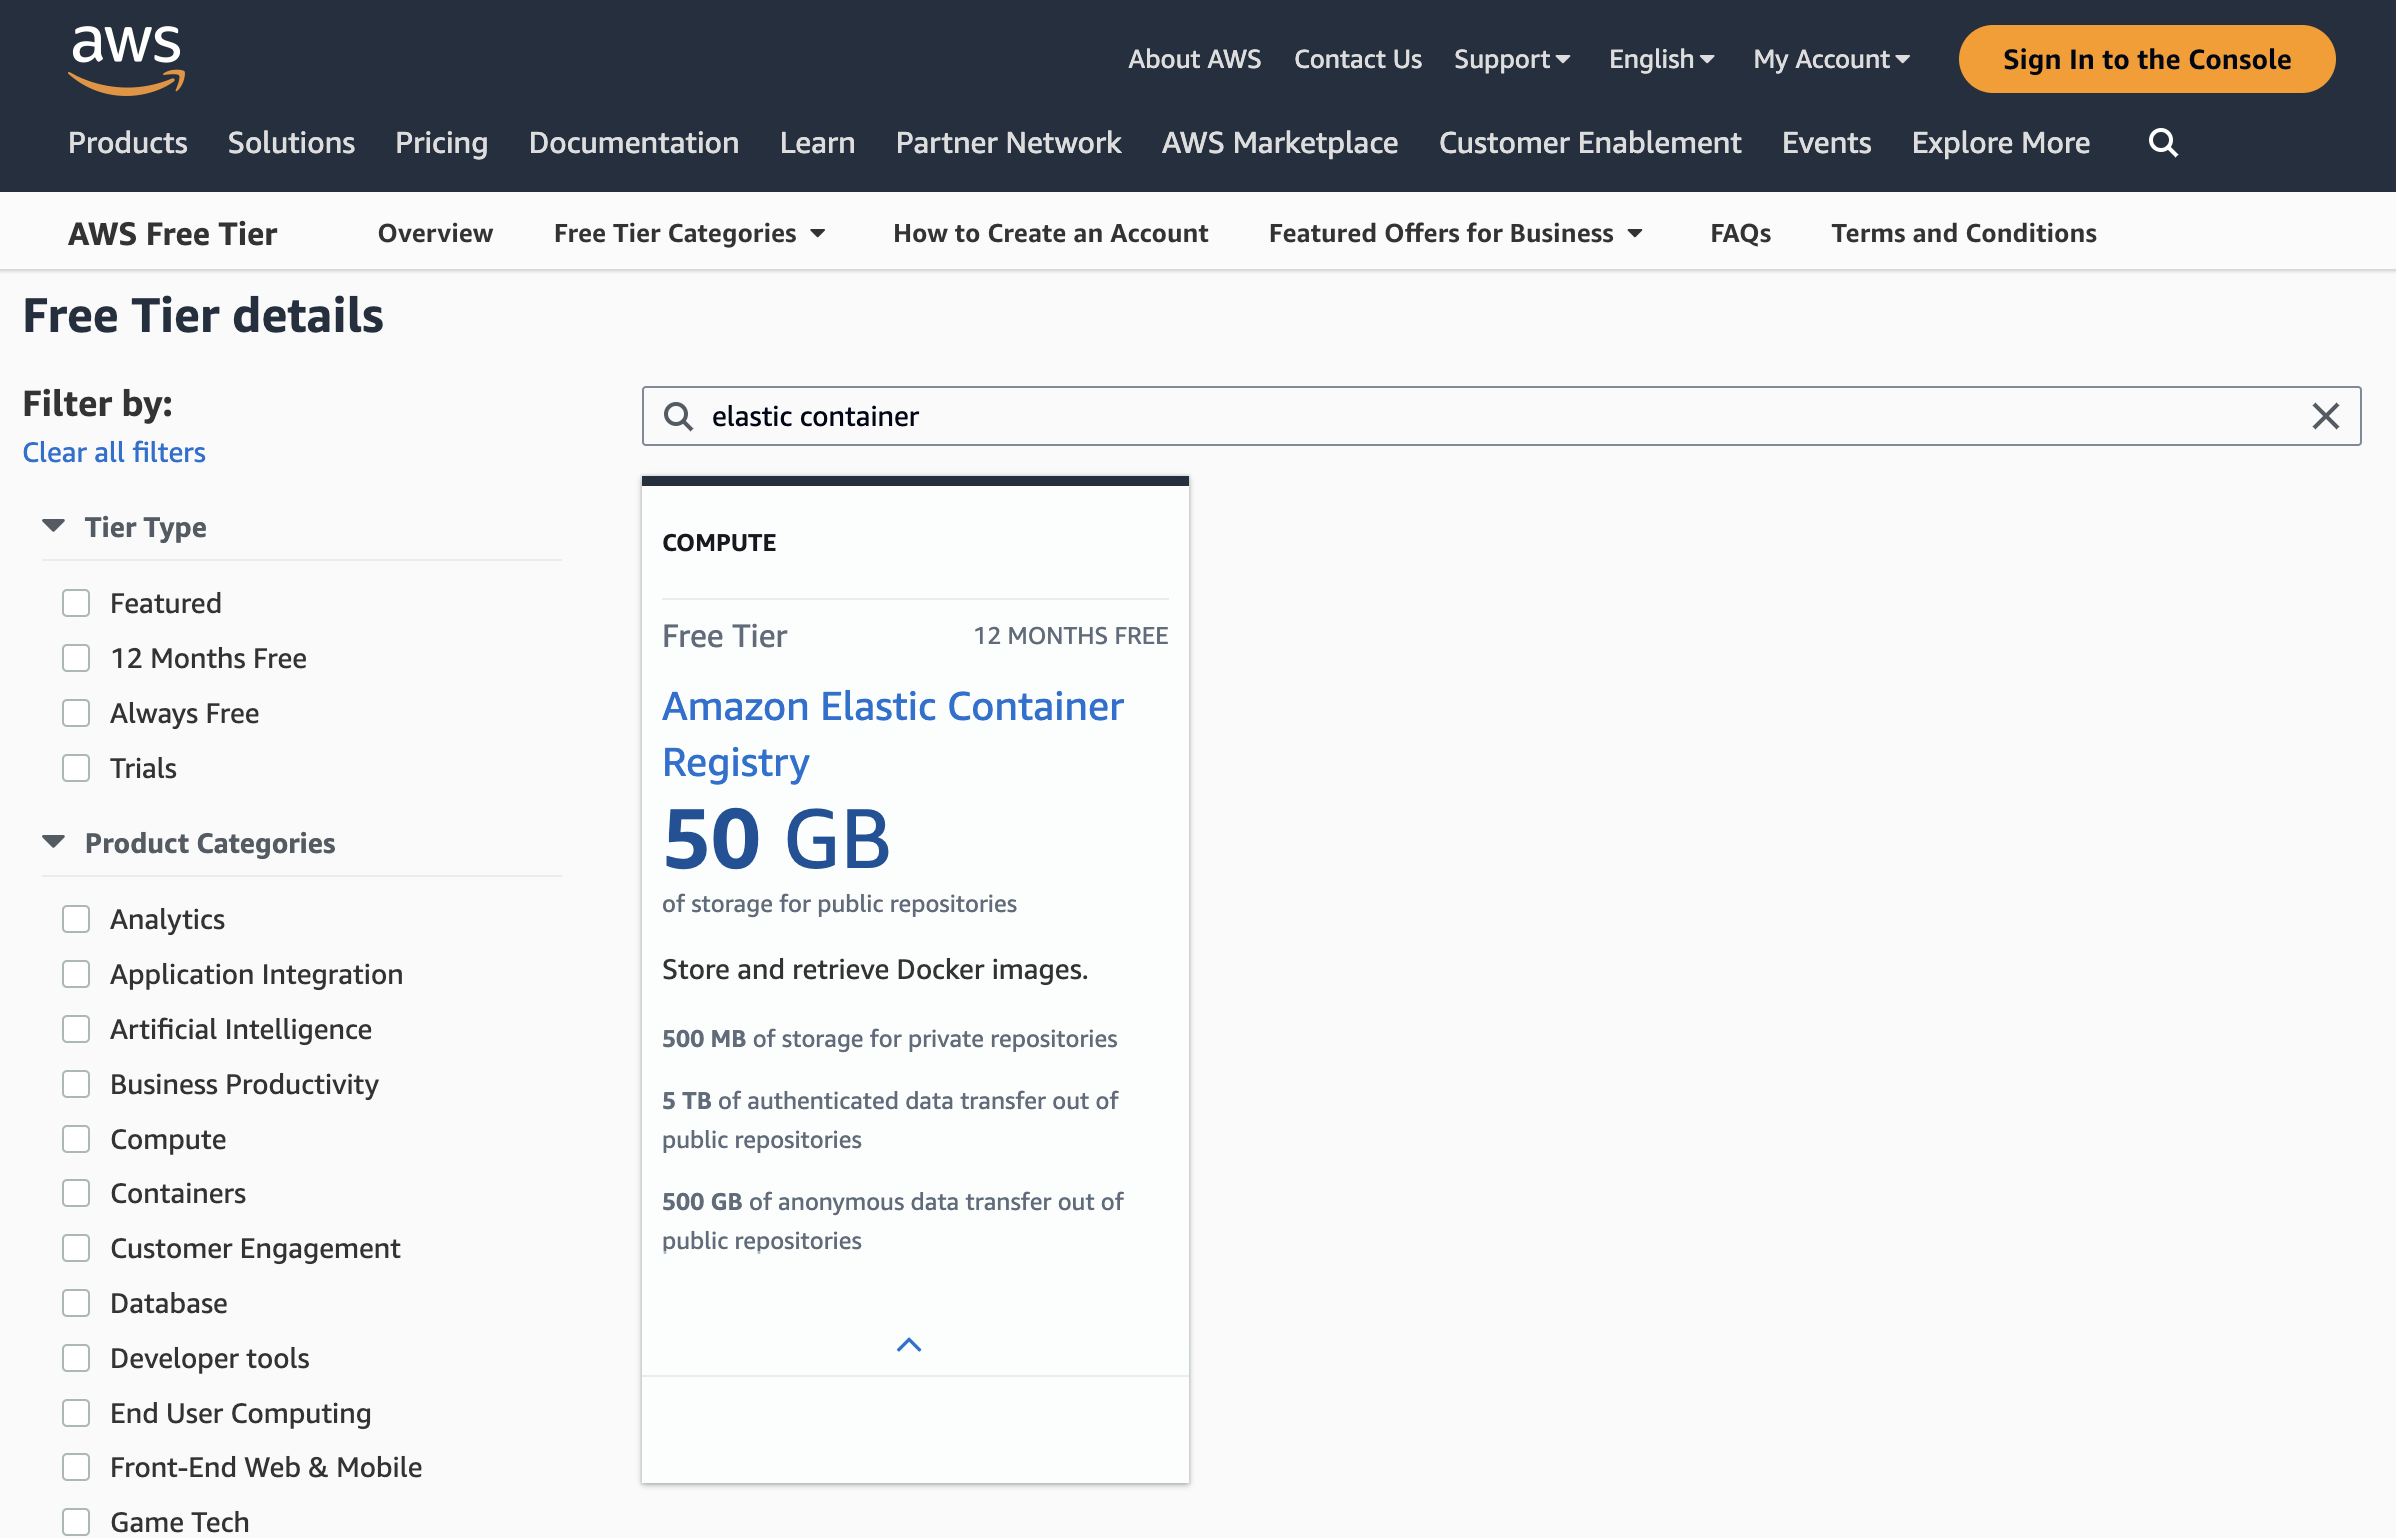 aws
About AWS Contact Us Support English My Account Sign In to the Console
Products Solutions Pricing Documentation Learn Partner Network AWS Marketplace Customer Enablement Events Explore More
AWS Free Tier Overview Free Tier Categories How to Create an Account Featured Offers for Business FAQs Terms and Conditions
Free Tier details
Filter by:
Clear all filters
Tier Type
Featured
12 Months Free
Always Free
Trials
Product Categories
Analytics
Application Integration
Artificial Intelligence
Business Productivity
Compute
Containers
Customer Engagement
Database
Developer tools
End User Computing
Front-End Web & Mobile
Game Tech
elastic container
COMPUTE
Free Tier 12 MONTHS FREE
Amazon Elastic Container
Registry
50 GB
of storage for public repositories
Store and retrieve Docker images.
500 MB of storage for private repositories
5 TB of authenticated data transfer out of
public repositories
500 GB of anonymous data transfer out of
public repositories